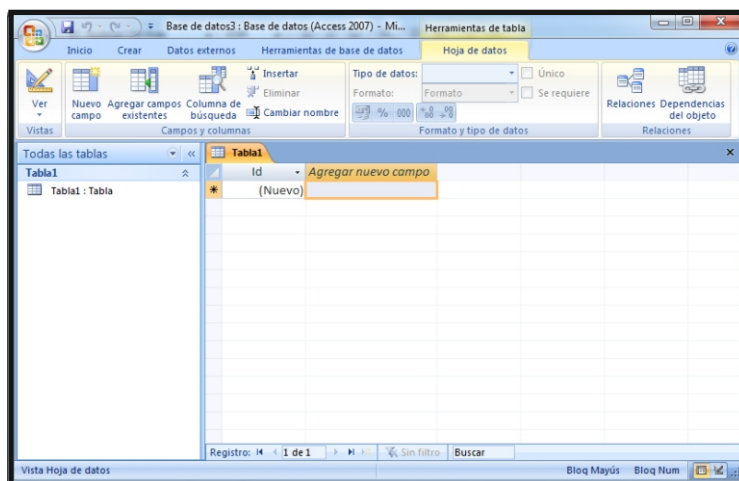 Base de datos3 : Base de datos (Access 2007) - Mi...
Herramientas de tabla
Inicio Crear Datos externos Herramientas de base de datos Hoja de datos
Ver
Vistas
Nuevo campo
Agregar campos existentes
Columna de búsqueda
Insertar
Eliminar
Cambiar nombre
Campos y columnas
Tipo de datos:
Único
Formato: Formato
Se requiere
% 000
Formato y tipo de datos
Relaciones
Dependencias del objeto
Relaciones
Todas las tablas
Tabla1
Tabla1 : Tabla
Tabla1
Id Agregar nuevo campo
(Nuevo)
Registro: 1 de 1 Sin filtro Buscar
Vista Hoja de datos Bloq Mayús Bloq Num